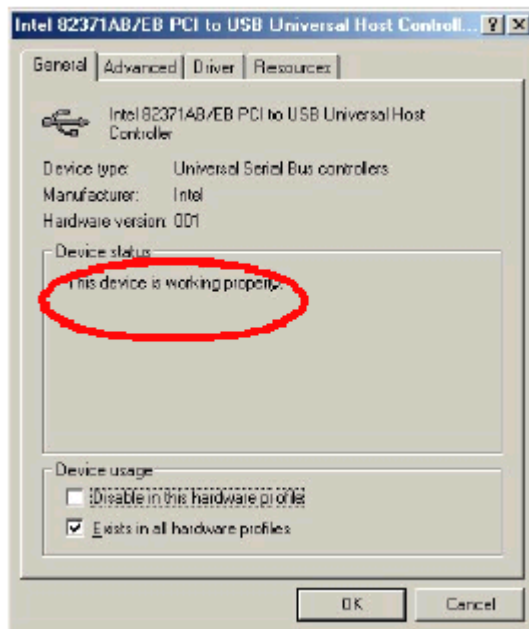 Intel 82371AB/EB PCI to USB Universal Host Controll...
General
Advanced
Driver
Resources
Intel 82371AB/EB PCI to USB Universal Host
Controller
Device type: Universal Serial Bus controllers
Manufacturer: Intel
Hardware version: 001
Device status
This device is working properly.
Device usage
Disable in this hardware profile
Exists in all hardware profiles
OK
Cancel